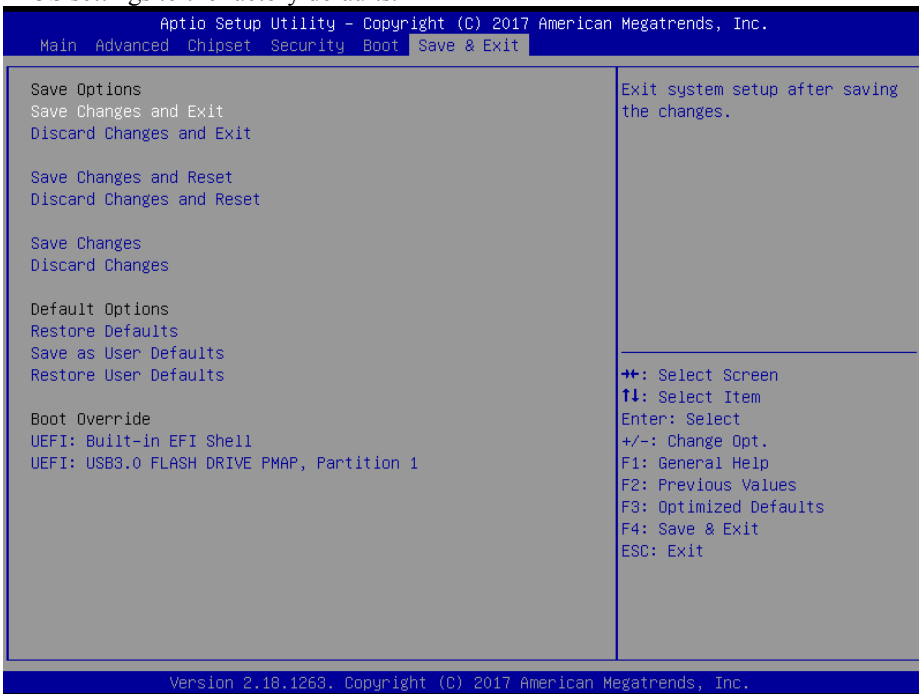 Aptio Setup Utility – Copyright (C) 2017 American Megatrends, Inc.
Main Advanced Chipset Security Boot Save & Exit
Save Options
Save Changes and Exit
Discard Changes and Exit
Save Changes and Reset
Discard Changes and Reset
Save Changes
Discard Changes
Default Options
Restore Defaults
Save as User Defaults
Restore User Defaults
Boot Override
UEFI: Built-in EFI Shell
UEFI: USB3.0 FLASH DRIVE PMAP, Partition 1
Exit system setup after saving
the changes.
→←: Select Screen
↑↓: Select Item
Enter: Select
+/-: Change Opt.
F1: General Help
F2: Previous Values
F3: Optimized Defaults
F4: Save & Exit
ESC: Exit
Version 2.18.1263. Copyright (C) 2017 American Megatrends, Inc.